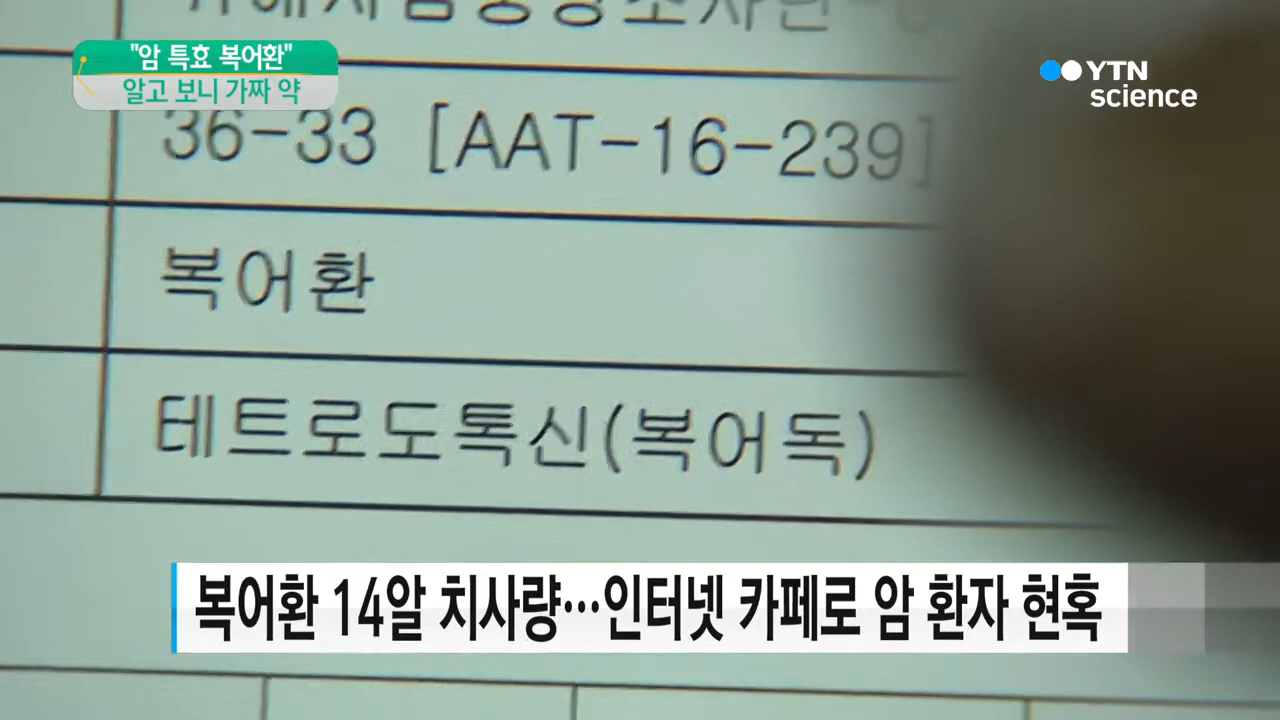 "암 특효 복어환"
알고 보니 가짜 약
YTN
science
36-33 [AAT-16-239]
복어환
테트로도톡신(복어독)
복어환 14알 치사량…인터넷 카페로 암 환자 현혹